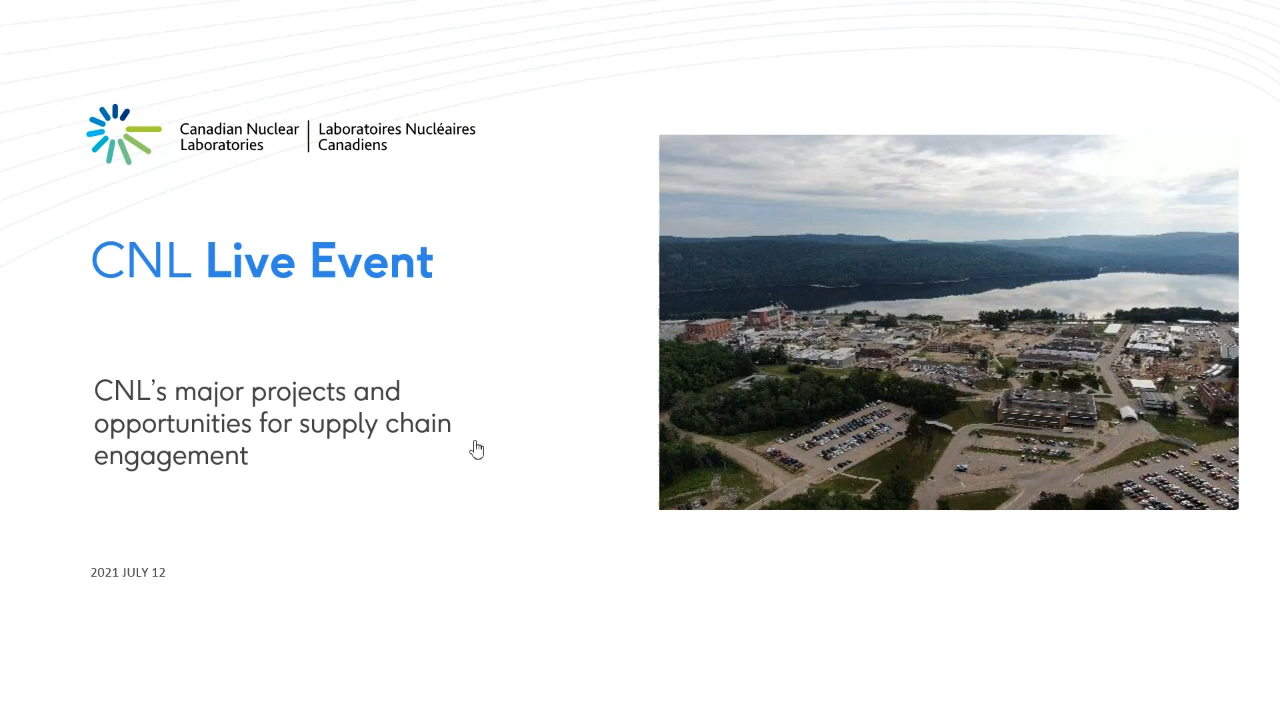 Canadian Nuclear
Laboratories
Laboratoires Nucléaires
Canadiens
CNL Live Event
CNL’s major projects and
opportunities for supply chain
engagement
2021 JULY 12